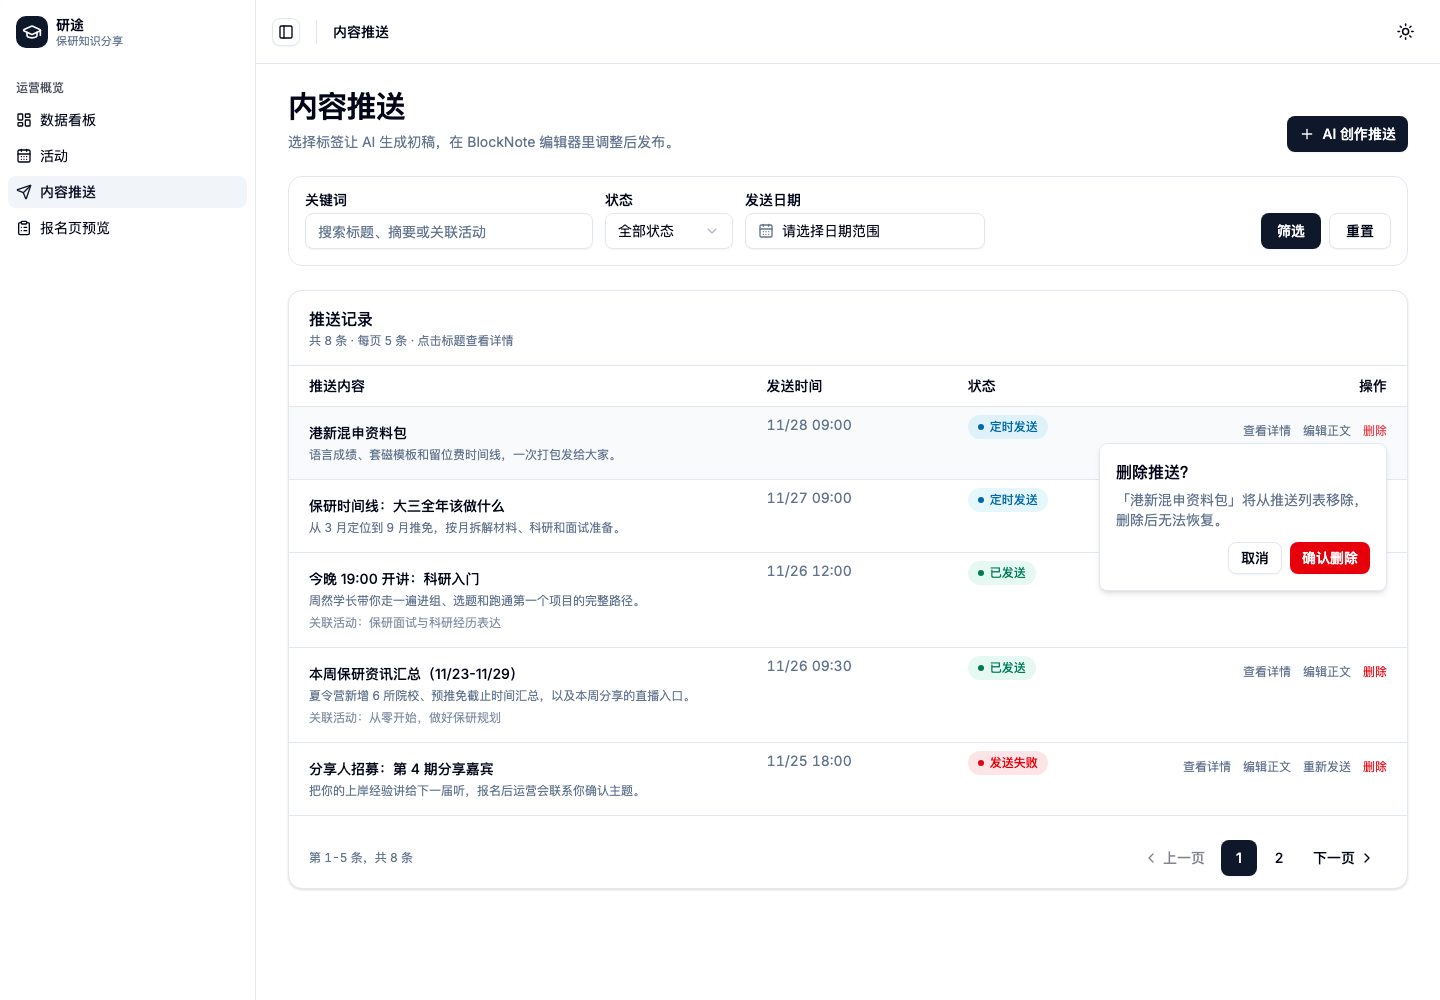 研途
保研知识分享
运营概览
数据看板
活动
内容推送
报名页预览
内容推送
内容推送
选择标签让 AI 生成初稿，在 BlockNote 编辑器里调整后发布。
AI 创作推送
关键词
状态
发送日期
搜索标题、摘要或关联活动
全部状态
请选择日期范围
筛选
重置
推送记录
共 8 条 · 每页 5 条 · 点击标题查看详情
推送内容 发送时间 状态 操作
港新混申资料包
语言成绩、套磁模板和留位费时间线，一次打包发给大家。
11/28 09:00
定时发送
查看详情 编辑正文 删除
删除推送?
「港新混申资料包」将从推送列表移除，
删除后无法恢复。
取消 确认删除
保研时间线：大三全年该做什么
从 3 月定位到 9 月推免，按月拆解材料、科研和面试准备。
11/27 09:00
定时发送
今晚 19:00 开讲：科研入门
周然学长带你走一遍进组、选题和跑通第一个项目的完整路径。
关联活动：保研面试与科研经历表达
11/26 12:00
已发送
本周保研资讯汇总（11/23-11/29）
夏令营新增 6 所院校、预推免截止时间汇总，以及本周分享的直播入口。
关联活动：从零开始，做好保研规划
11/26 09:30
已发送
查看详情 编辑正文 删除
分享人招募：第 4 期分享嘉宾
把你的上岸经验讲给下一届听，报名后运营会联系你确认主题。
11/25 18:00
发送失败
查看详情 编辑正文 重新发送 删除
第 1-5 条，共 8 条
上一页 1 2 下一页